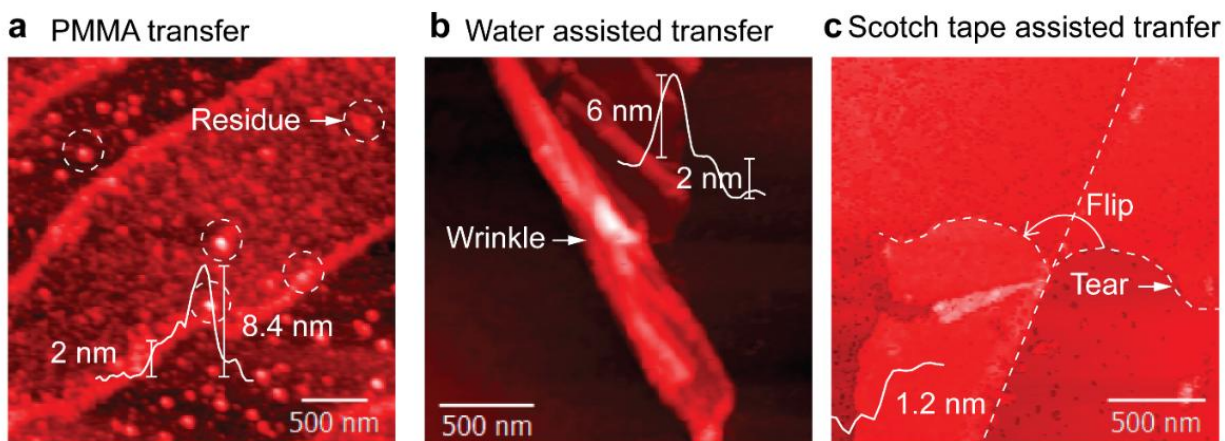 a PMMA transfer
Residue
2 nm
8.4 nm
500 nm
b Water assisted transfer
6 nm
2 nm
Wrinkle
500 nm
c Scotch tape assisted tranfer
Flip
Tear
1.2 nm
500 nm